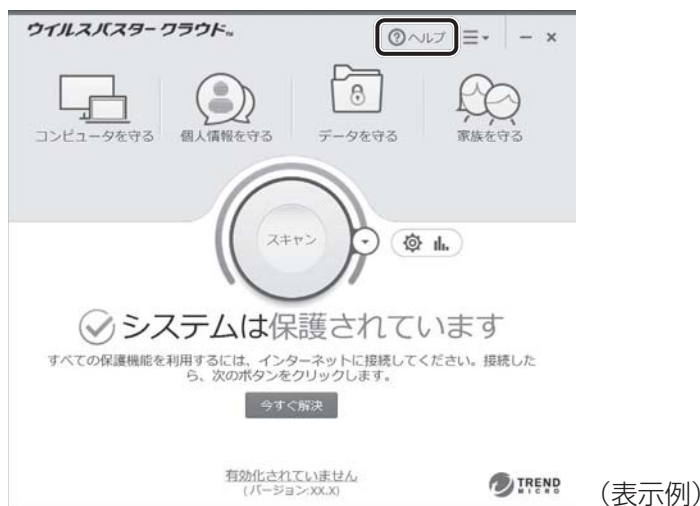 ウイルスバスター クラウド™
?ヘルプ
コンピュータを守る
個人情報を守る
データを守る
家族を守る
スキャン
システムは保護されています
すべての保護機能を利用するには、インターネットに接続してください。接続した
ら、次のボタンをクリックします。
今すぐ解決
有効化されていません
(バージョン:XX.X)
TREND
MICRO
(表示例)